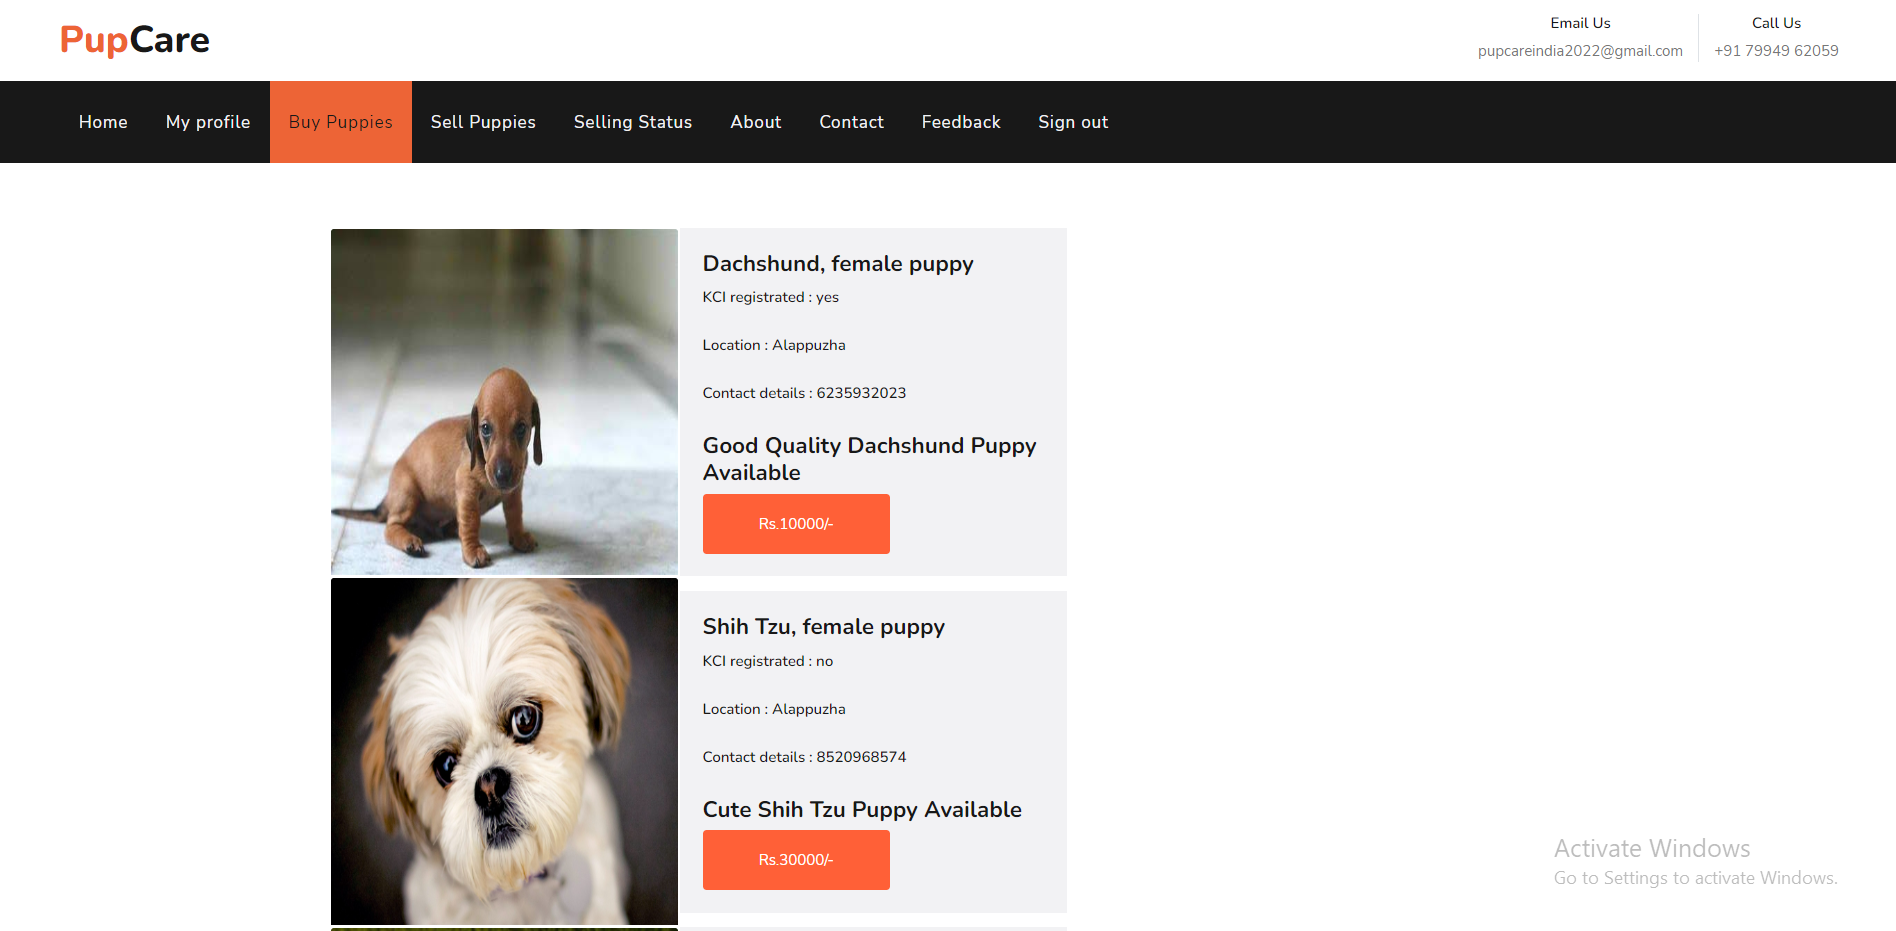 PupCare
Email Us
pupcareindia2022@gmail.com
Call Us
+91 79949 62059
Home My profile Buy Puppies Sell Puppies Selling Status About Contact Feedback Sign out
Dachshund, female puppy
KCI registrated : yes
Location : Alappuzha
Contact details : 6235932023
Good Quality Dachshund Puppy
Available
Rs.10000/-
Shih Tzu, female puppy
KCI registrated : no
Location : Alappuzha
Contact details : 8520968574
Cute Shih Tzu Puppy Available
Rs.30000/-
Activate Windows
Go to Settings to activate Windows.